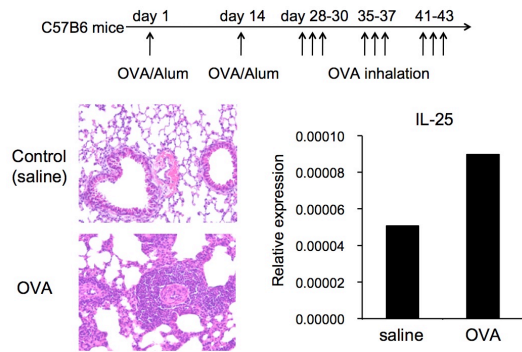 C57B6 mice
day 1
day 14
day 28-30
35-37
41-43
OVA/Alum
OVA/Alum
OVA inhalation
Control
(saline)
OVA
IL-25
Relative expression
0.00010
0.00008
0.00006
0.00004
0.00002
0.00000
saline
OVA